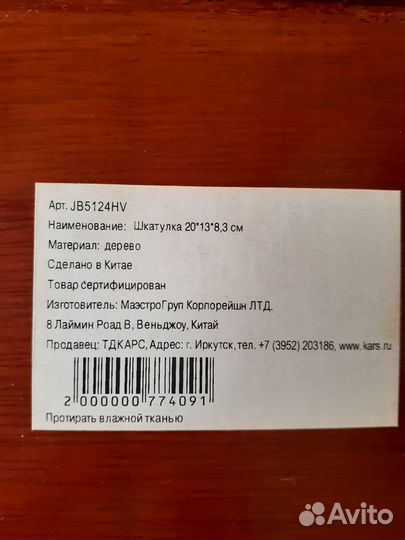 Арт. JB5124HV
Наименование: Шкатулка 20*13*8,3 см
Материал: дерево
Сделано в Китае
Товар сертифицирован
Изготовитель: МаэстроГруп Корпорейшн ЛТД.
8 Лаймин Роад В, Веньджоу, Китай
Продавец: ТДКАРС, Адрес: г. Иркутск, тел. +7 (3952) 203186, www.kars.ru
2 000000 774091
Протирать влажной тканью
Avito